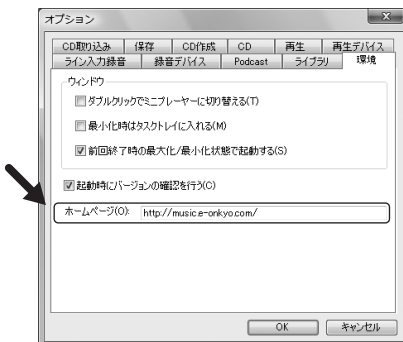 オプション
CD取り込み 保存 CD作成 CD 再生 再生デバイス
ライン入力録音 録音デバイス Podcast ライブラリ 環境
ウィンドウ
ダブルクリックでミニプレーヤーに切り替える(T)
最小化時はタスクトレイに入れる(M)
前回終了時の最大化/最小化状態で起動する(S)
起動時にバージョンの確認を行う(C)
ホームページ(O): http://music.e-onkyo.com/
OK キャンセル